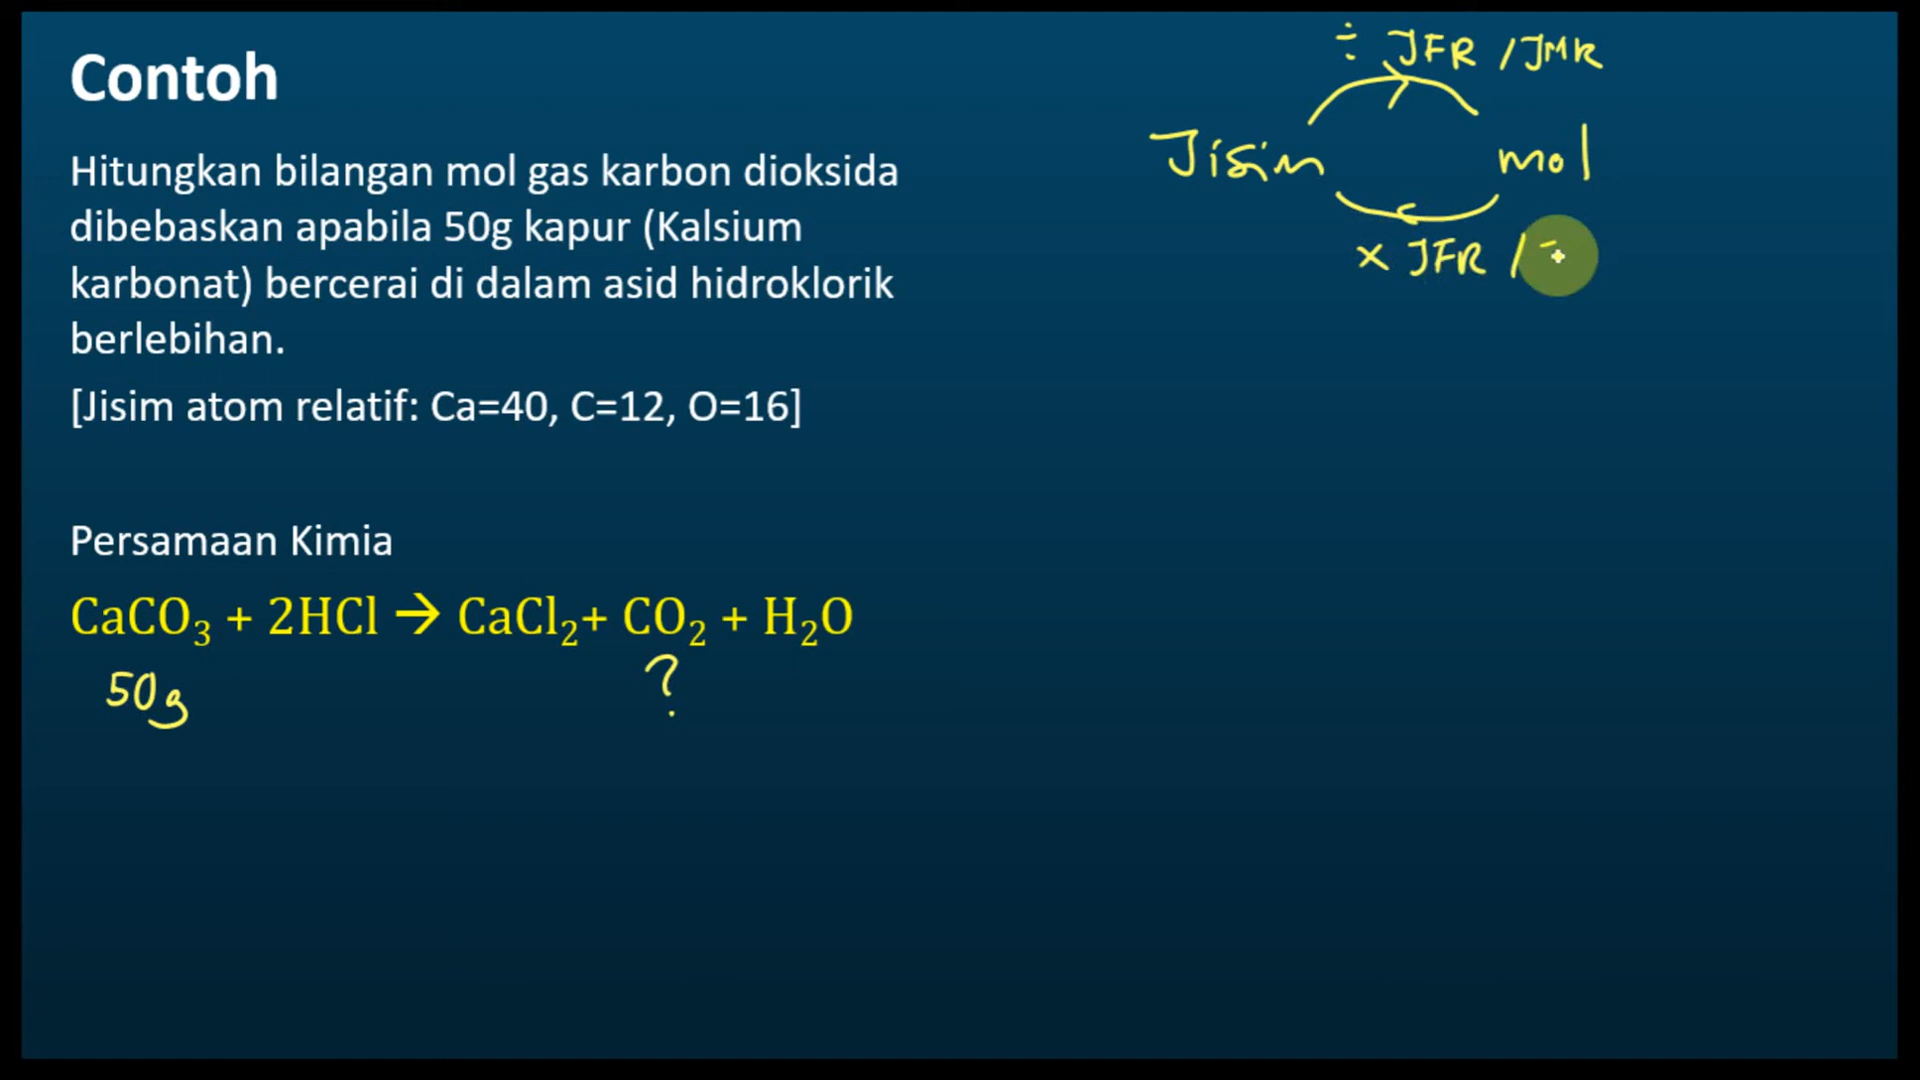 Contoh
Hitungkan bilangan mol gas karbon dioksida
dibebaskan apabila 50g kapur (Kalsium
karbonat) bercerai di dalam asid hidroklorik
berlebihan.
[Jisim atom relatif: Ca=40, C=12, O=16]
Persamaan Kimia
CaCO₃ + 2HCl → CaCl₂+ CO₂ + H₂O
50g
?
÷ JFR /JMR
Jisim mol
× JFR /